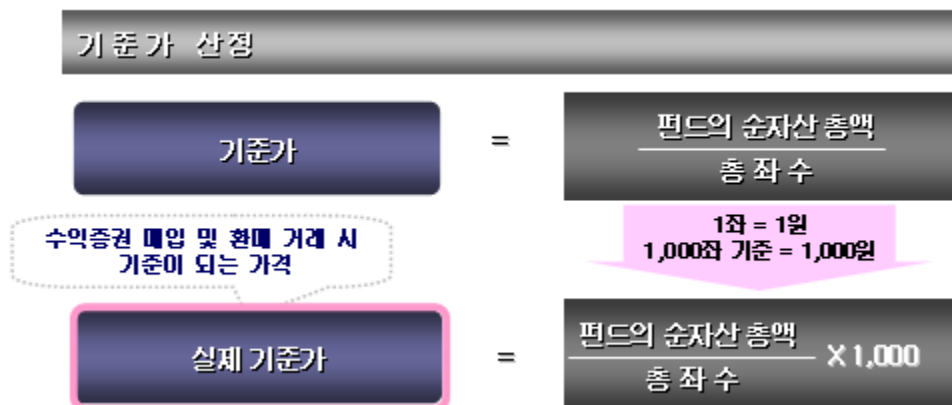 기준가 산정
기준가
=
펀드의 순자산 총액
총 좌 수
수익증권 매입 및 환매 거래 시
기준이 되는 가격
1좌 = 1원
1,000좌 기준 = 1,000원
실제 기준가
=
펀드의 순자산 총액
총 좌 수
X 1,000